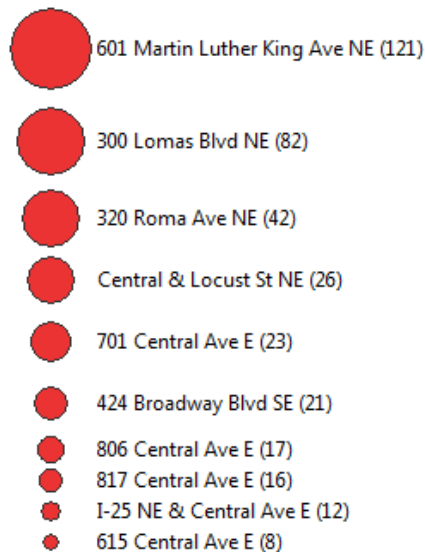 601 Martin Luther King Ave NE (121)
300 Lomas Blvd NE (82)
320 Roma Ave NE (42)
Central & Locust St NE (26)
701 Central Ave E (23)
424 Broadway Blvd SE (21)
806 Central Ave E (17)
817 Central Ave E (16)
I-25 NE & Central Ave E (12)
615 Central Ave E (8)